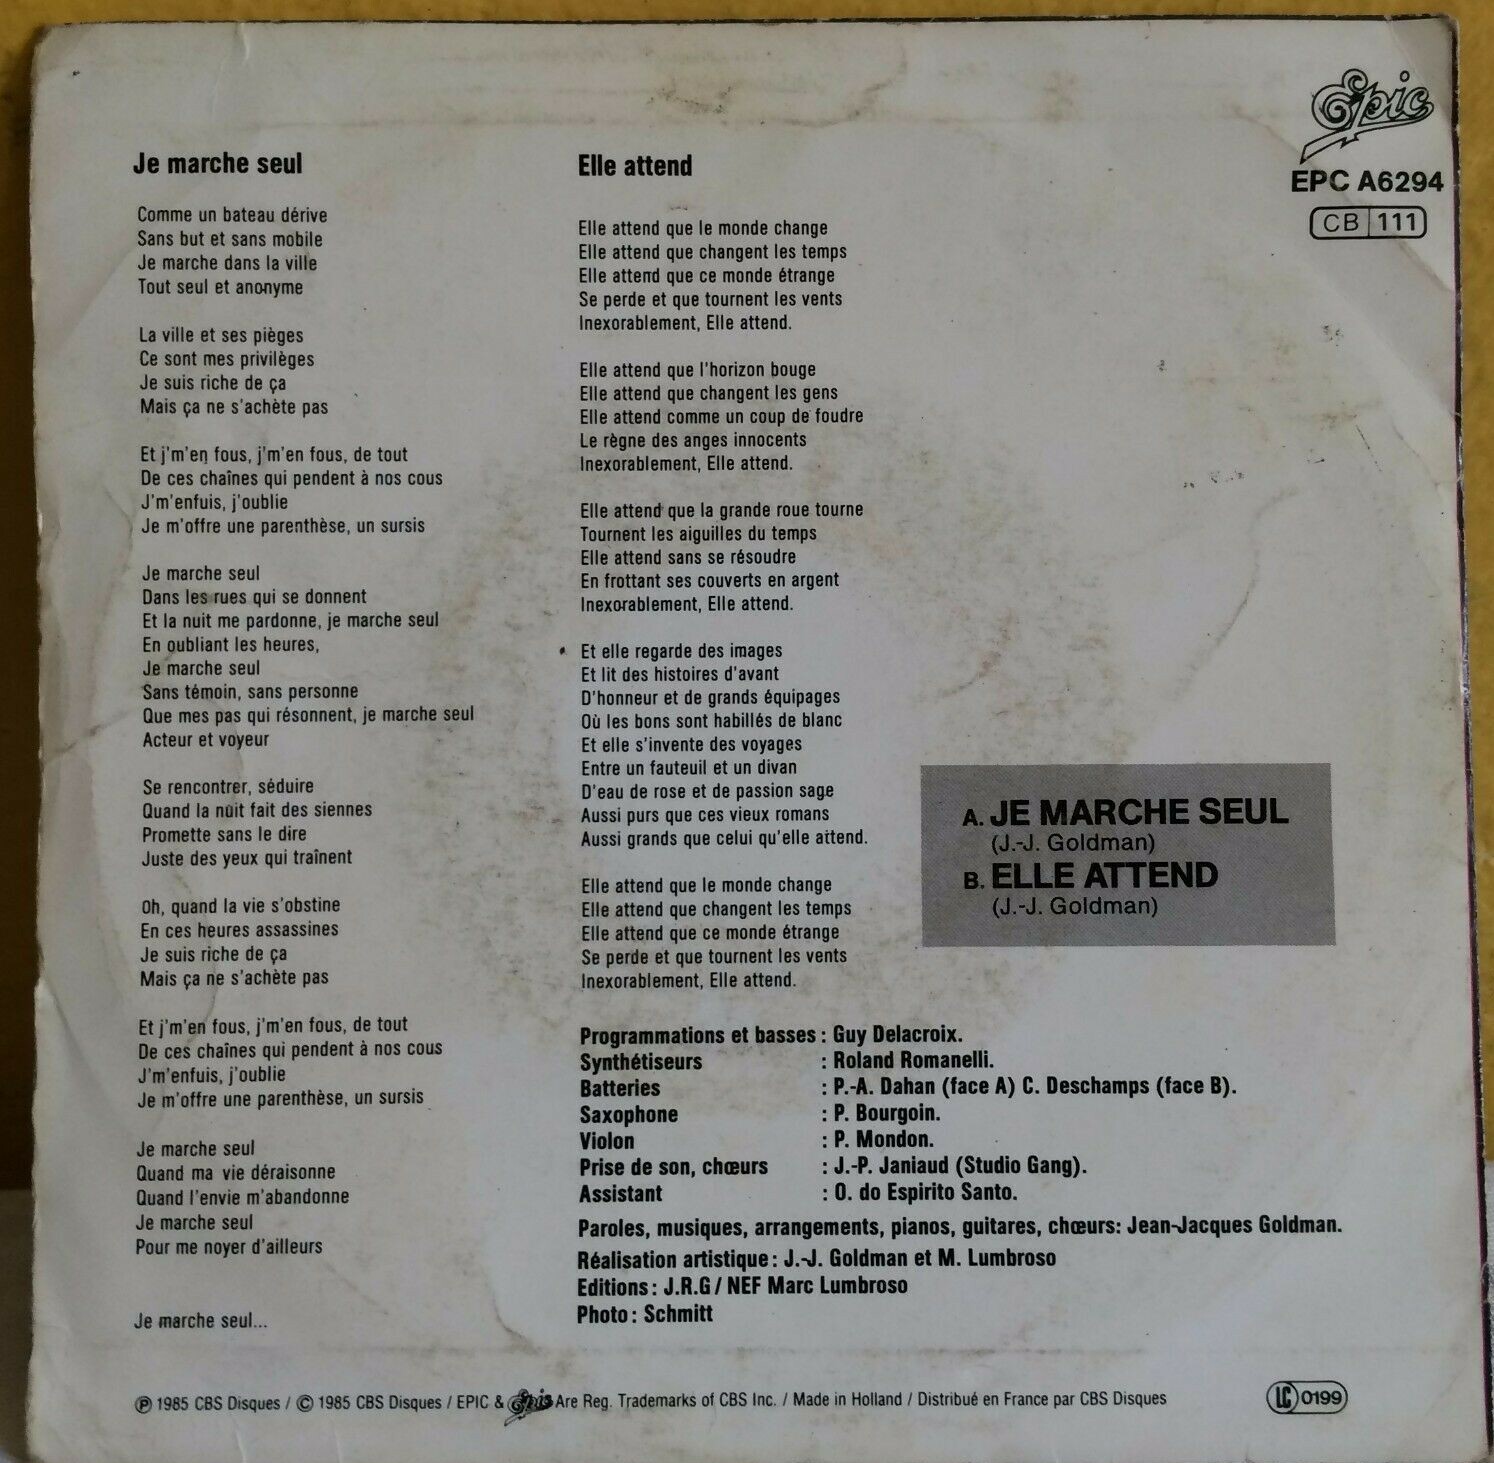 Epic
EPC A6294
CB 111
Je marche seul
Comme un bateau dérive
Sans but et sans mobile
Je marche dans la ville
Tout seul et anonyme
La ville et ses pièges
Ce sont mes privilèges
Je suis riche de ça
Mais ça ne s'achète pas
Et j'm'en fous, j'm'en fous, de tout
De ces chaînes qui pendent à nos cous
J'm'enfuis, j'oublie
Je m'offre une parenthèse, un sursis
Je marche seul
Dans les rues qui se donnent
Et la nuit me pardonne, je marche seul
En oubliant les heures,
Je marche seul
Sans témoin, sans personne
Que mes pas qui résonnent, je marche seul
Acteur et voyeur
Se rencontrer, séduire
Quand la nuit fait des siennes
Promette sans le dire
Juste des yeux qui traînent
Oh, quand la vie s'obstine
En ces heures assassines
Je suis riche de ça
Mais ça ne s'achète pas
Et j'm'en fous, j'm'en fous, de tout
De ces chaînes qui pendent à nos cous
J'm'enfuis, j'oublie
Je m'offre une parenthèse, un sursis
Je marche seul
Quand ma vie déraisonne
Quand l'envie m'abandonne
Je marche seul
Pour me noyer d'ailleurs
Je marche seul...
Elle attend
Elle attend que le monde change
Elle attend que changent les temps
Elle attend que ce monde étrange
Se perde et que tournent les vents
Inexorablement, Elle attend.
Elle attend que l'horizon bouge
Elle attend que changent les gens
Elle attend comme un coup de foudre
Le règne des anges innocents
Inexorablement, Elle attend.
Elle attend que la grande roue tourne
Tournent les aiguilles du temps
Elle attend sans se résoudre
En frottant ses couverts en argent
Inexorablement, Elle attend.
Et elle regarde des images
Et lit des histoires d'avant
D'honneur et de grands équipages
Où les bons sont habillés de blanc
Et elle s'invente des voyages
Entre un fauteuil et un divan
D'eau de rose et de passion sage
Aussi purs que ces vieux romans
Aussi grands que celui qu'elle attend.
Elle attend que le monde change
Elle attend que changent les temps
Elle attend que ce monde étrange
Se perde et que tournent les vents
Inexorablement, Elle attend.
A. JE MARCHE SEUL
(J.-J. Goldman)
B. ELLE ATTEND
(J.-J. Goldman)
Programmations et basses : Guy Delacroix.
Synthétiseurs : Roland Romanelli.
Batteries : P.-A. Dahan (face A) C. Deschamps (face B).
Saxophone : P. Bourgoin.
Violon : P. Mondon.
Prise de son, chœurs : J.-P. Janiaud (Studio Gang).
Assistant : O. do Espirito Santo.
Paroles, musiques, arrangements, pianos, guitares, chœurs: Jean-Jacques Goldman.
Réalisation artistique : J.-J. Goldman et M. Lumbroso
Editions : J.R.G / NEF Marc Lumbroso
Photo : Schmitt
℗ 1985 CBS Disques / © 1985 CBS Disques / EPIC & Epic Are Reg. Trademarks of CBS Inc. / Made in Holland / Distribué en France par CBS Disques
LC 0199